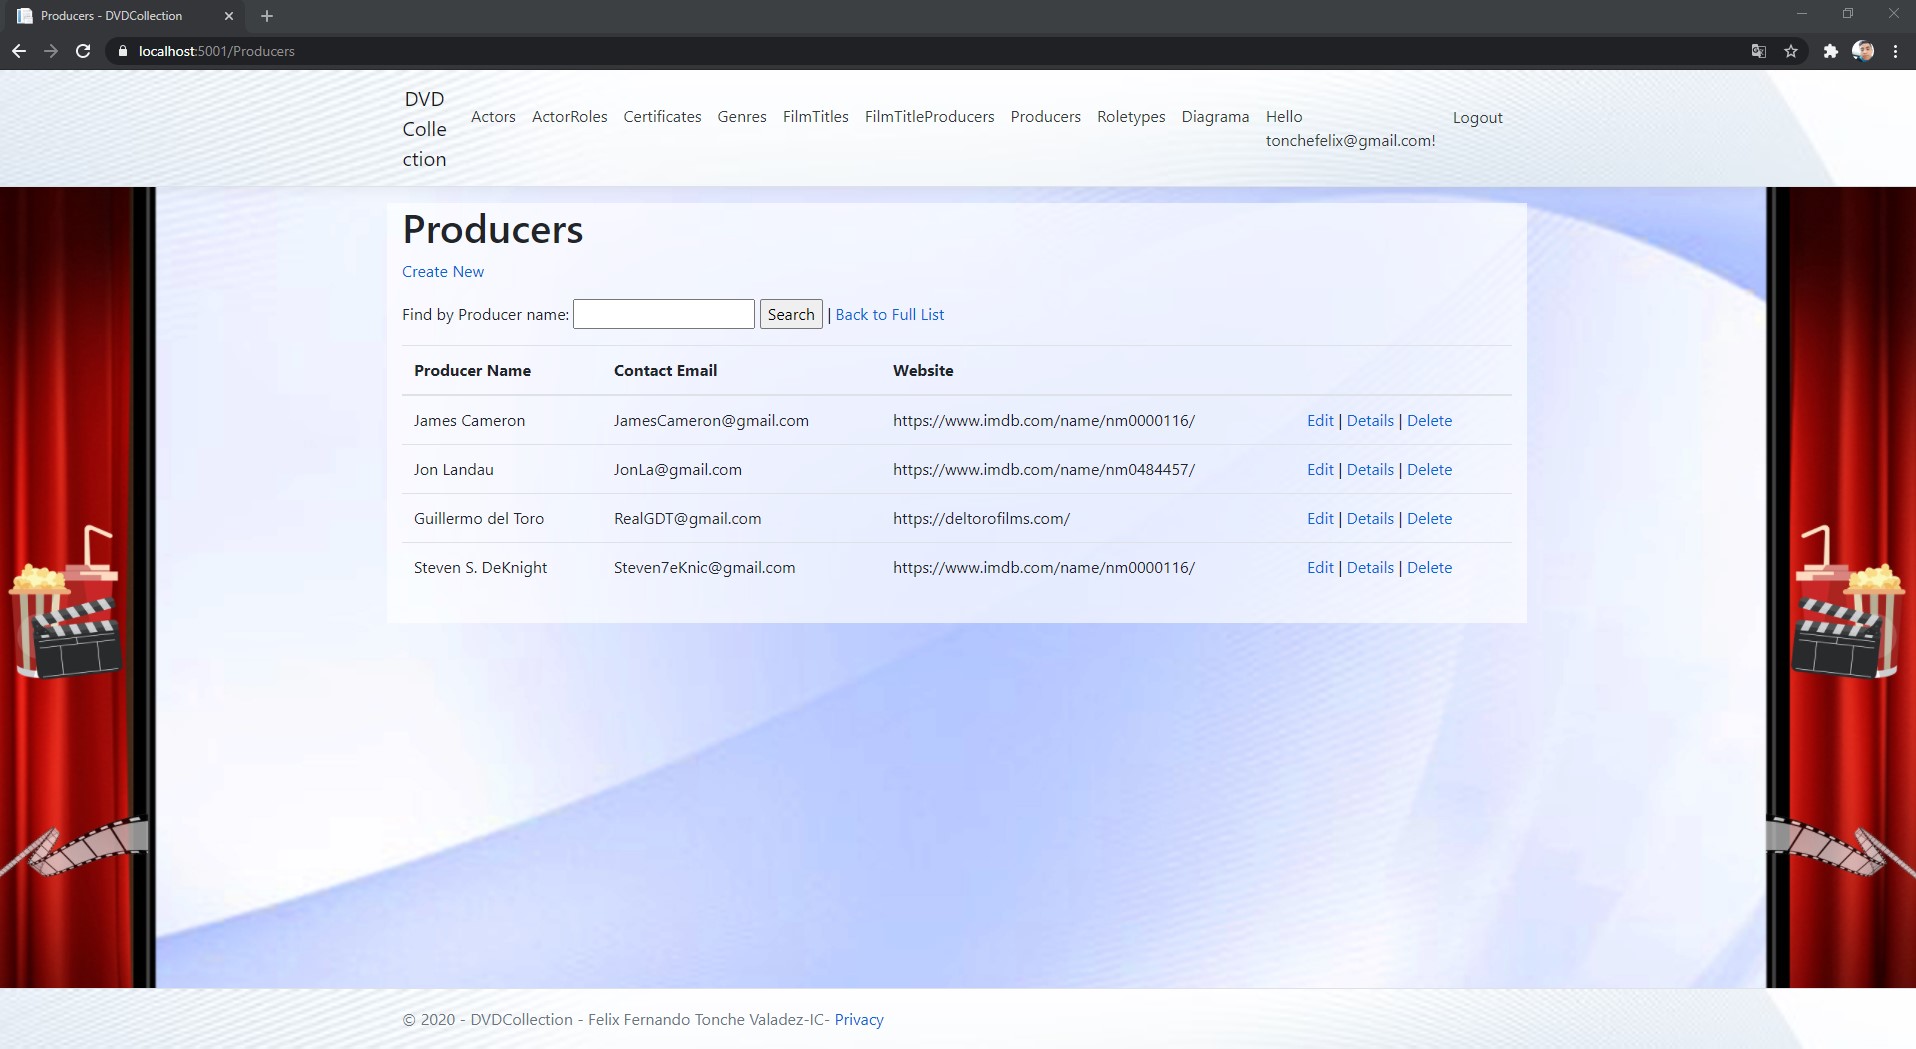 Producers - DVDCollection
localhost:5001/Producers
DVD
Colle
ction
Actors ActorRoles Certificates Genres FilmTitles FilmTitleProducers Producers Roletypes Diagrama Hello
tonchefelix@gmail.com!
Logout
Producers
Create New
Find by Producer name: Search | Back to Full List
Producer Name Contact Email Website
James Cameron JamesCameron@gmail.com https://www.imdb.com/name/nm0000116/ Edit | Details | Delete
Jon Landau JonLa@gmail.com https://www.imdb.com/name/nm0484457/ Edit | Details | Delete
Guillermo del Toro RealGDT@gmail.com https://deltorofilms.com/ Edit | Details | Delete
Steven S. DeKnight Steven7eKnic@gmail.com https://www.imdb.com/name/nm0000116/ Edit | Details | Delete
© 2020 - DVDCollection - Felix Fernando Tonche Valadez-IC- Privacy